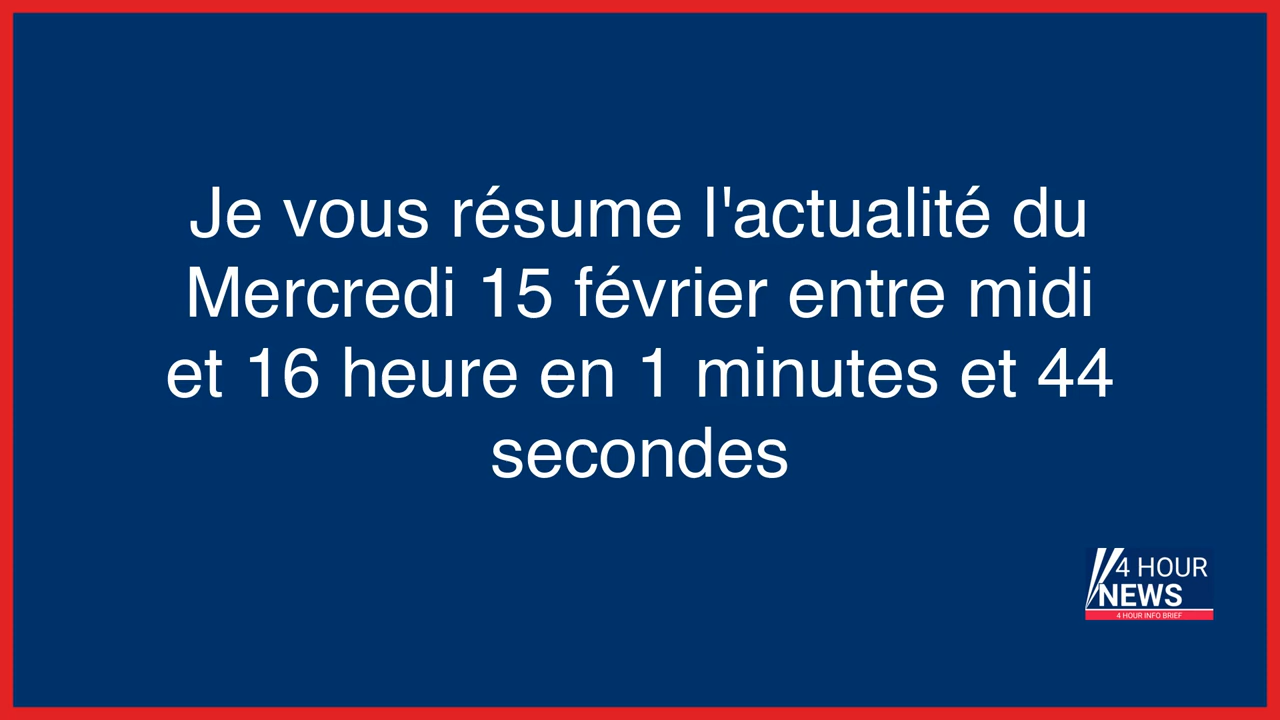 Je vous résume l'actualité du
Mercredi 15 février entre midi
et 16 heure en 1 minutes et 44
secondes
4 HOUR
NEWS
4 HOUR INFO BRIEF